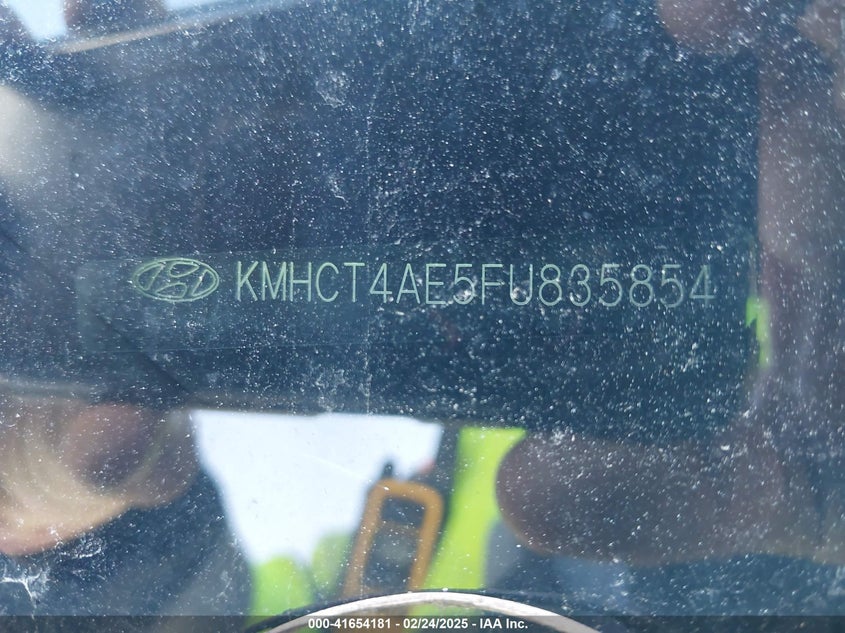 KMHCT4AE5FU835854
000-41654181 - 02/24/2025 - IAA Inc.